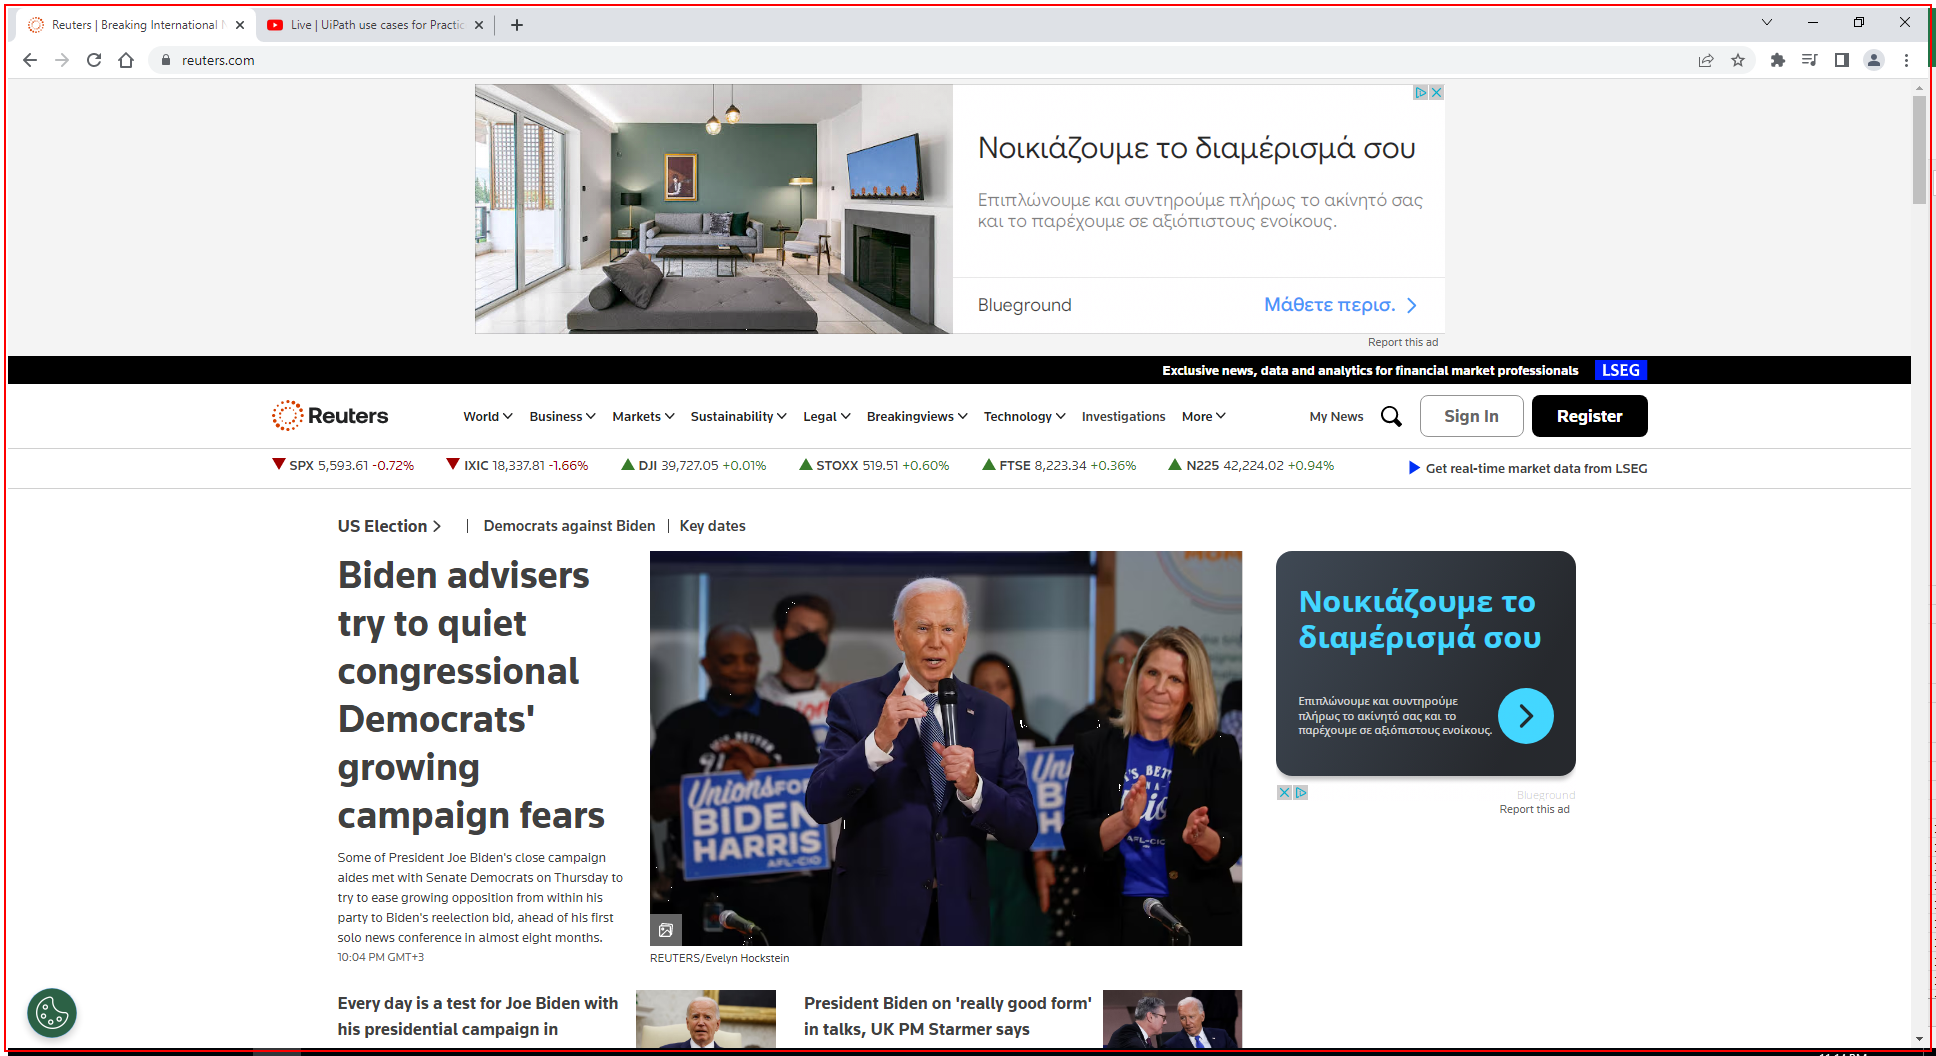 Reuters | Breaking International
Live | UiPath use cases for Practic
reuters.com
Νοικιάζουμε το διαμέρισμά σου
Επιπλώνουμε και συντηρούμε πλήρως το ακίνητό σας
και το παρέχουμε σε αξιόπιστους ενοίκους.
Blueground
Μάθετε περισ.
Report this ad
Exclusive news, data and analytics for financial market professionals LSEG
Reuters
World Business Markets Sustainability Legal Breakingviews Technology Investigations More My News Sign In Register
SPX 5,593.61 -0.72% IXIC 18,337.81 -1.66% DJI 39,727.05 +0.01% STOXX 519.51 +0.60% FTSE 8,223.34 +0.36% N225 42,224.02 +0.94% Get real-time market data from LSEG
US Election | Democrats against Biden | Key dates
Biden advisers
try to quiet
congressional
Democrats'
growing
campaign fears
Some of President Joe Biden's close campaign
aides met with Senate Democrats on Thursday to
try to ease growing opposition from within his
party to Biden's reelection bid, ahead of his first
solo news conference in almost eight months.
10:04 PM GMT+3
Unions FOR
BIDEN
HARRIS
AFL-CIO
REUTERS/Evelyn Hockstein
Νοικιάζουμε το
διαμέρισμά σου
Επιπλώνουμε και συντηρούμε
πλήρως το ακίνητό σας και το
παρέχουμε σε αξιόπιστους ενοίκους.
Blueground
Report this ad
Every day is a test for Joe Biden with
his presidential campaign in
President Biden on 'really good form'
in talks, UK PM Starmer says